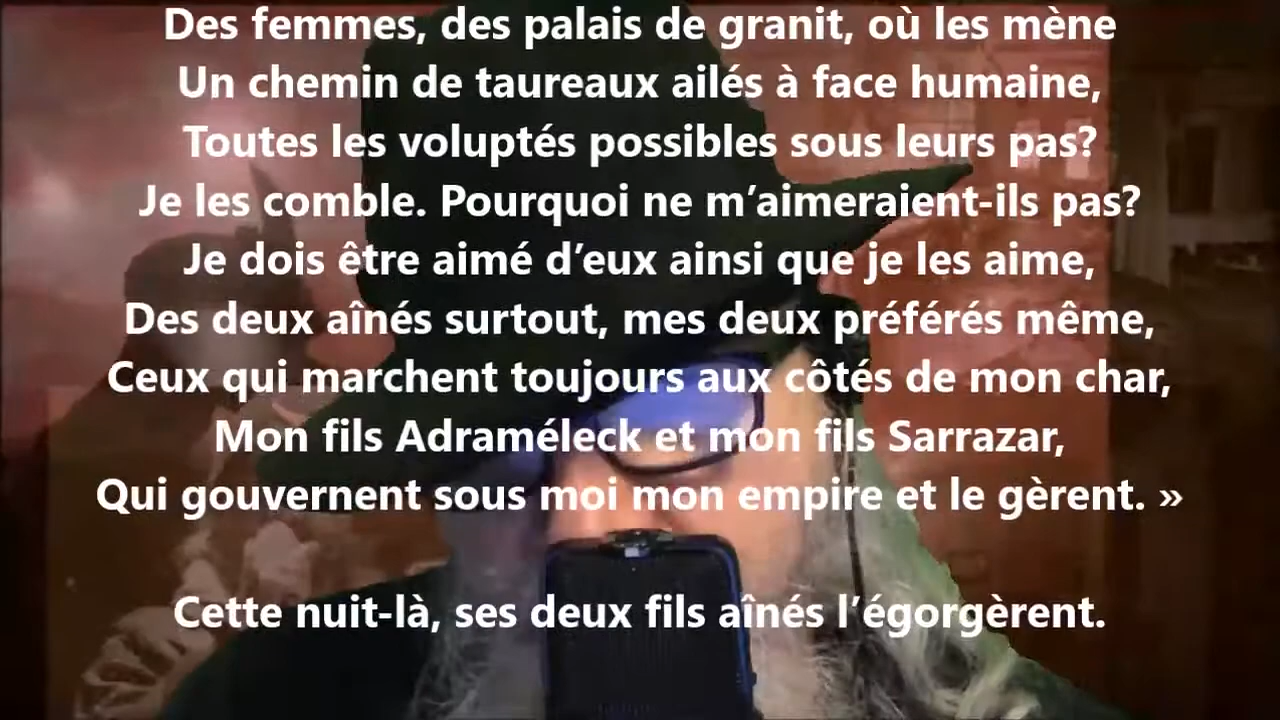 Des femmes, des palais de granit, où les mène
Un chemin de taureaux ailés à face humaine,
Toutes les voluptés possibles sous leurs pas?
Je les comble. Pourquoi ne m’aimeraient-ils pas?
Je dois être aimé d’eux ainsi que je les aime,
Des deux aînés surtout, mes deux préférés même,
Ceux qui marchent toujours aux côtés de mon char,
Mon fils Adraméleck et mon fils Sarrazar,
Qui gouvernent sous moi mon empire et le gèrent. »
Cette nuit-là, ses deux fils aînés l’égorgèrent.